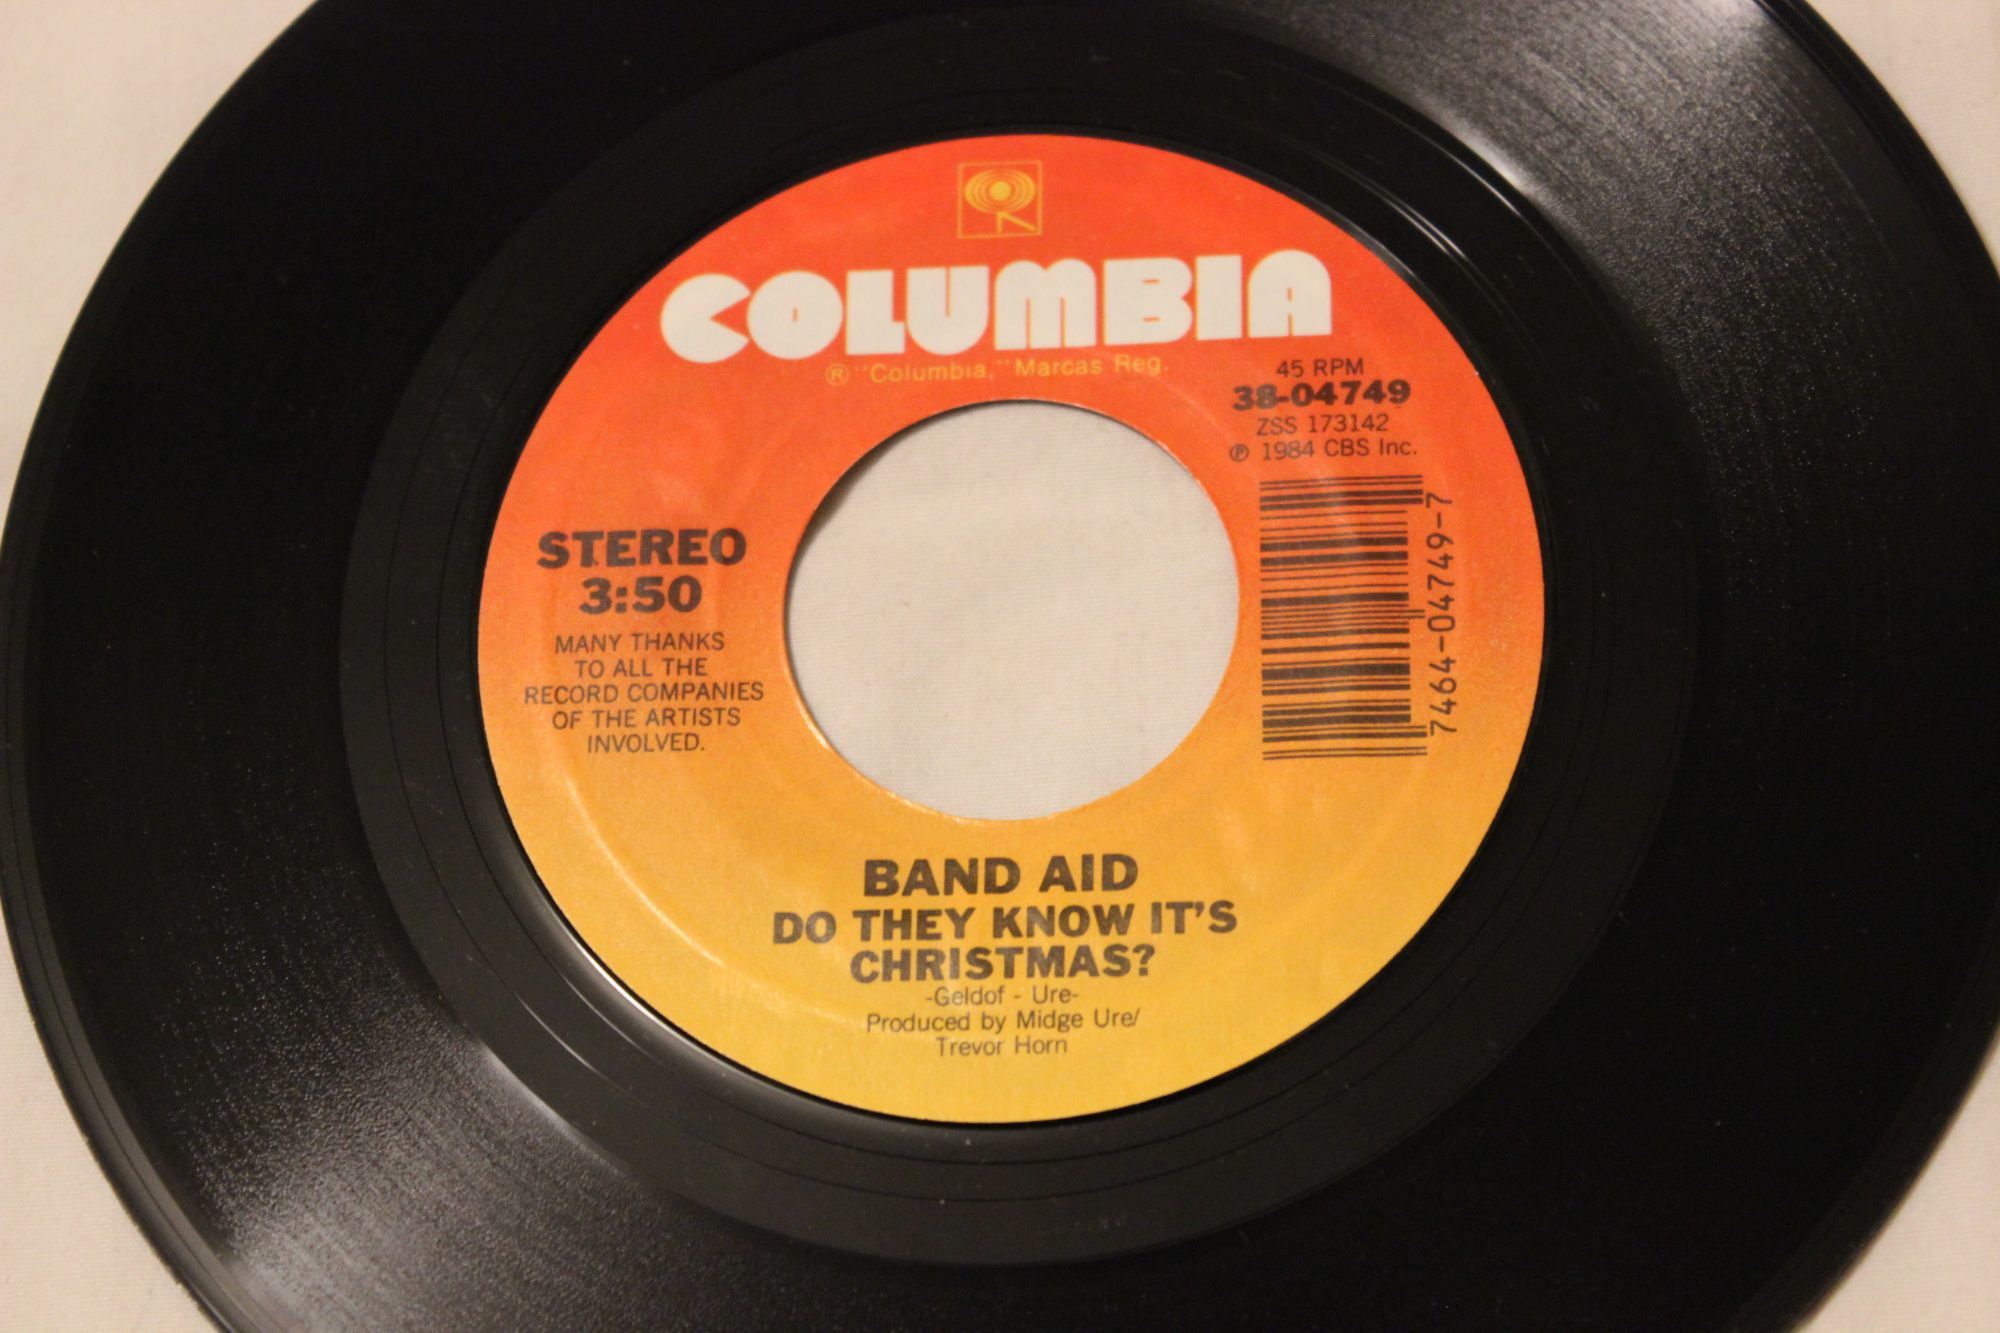 COLUMBIA
® "Columbia," Marcas Reg.
45 RPM
38-04749
ZSS 173142
℗ 1984 CBS Inc.
7464-04749-7
STEREO
3:50
MANY THANKS
TO ALL THE
RECORD COMPANIES
OF THE ARTISTS
INVOLVED.
BAND AID
DO THEY KNOW IT'S
CHRISTMAS?
-Geldof - Ure-
Produced by Midge Ure/
Trevor Horn